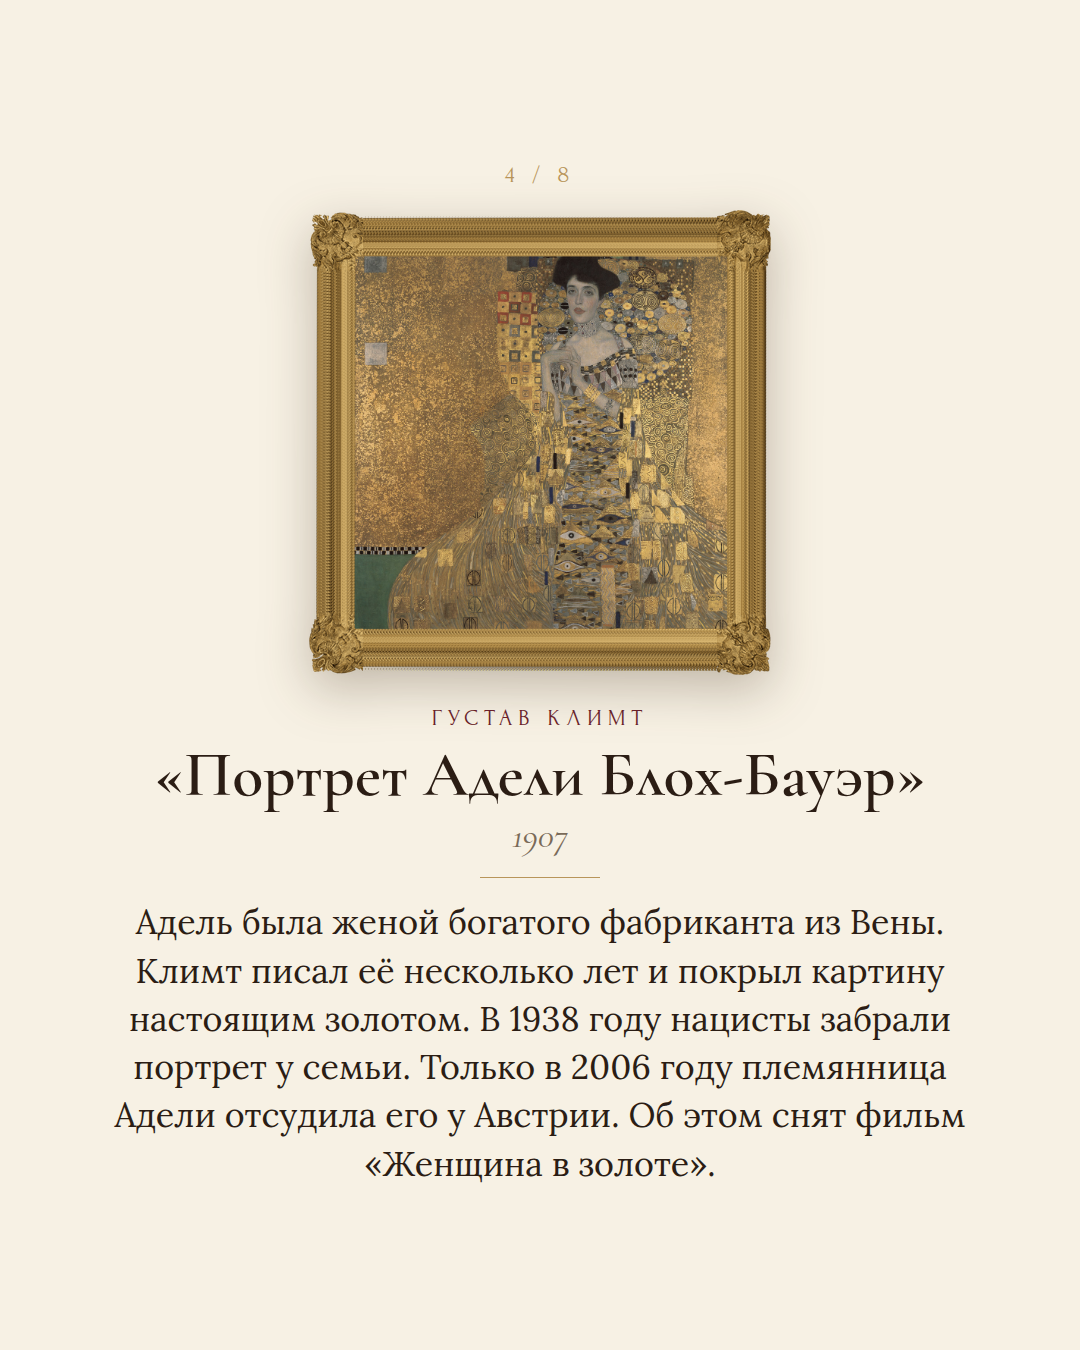 4 / 8
ГУСТАВ КЛИМТ
«Портрет Адели Блох-Бауэр»
1907
Адель была женой богатого фабриканта из Вены.
Климт писал её несколько лет и покрыл картину
настоящим золотом. В 1938 году нацисты забрали
портрет у семьи. Только в 2006 году племянница
Адели отсудила его у Австрии. Об этом снят фильм
«Женщина в золоте».